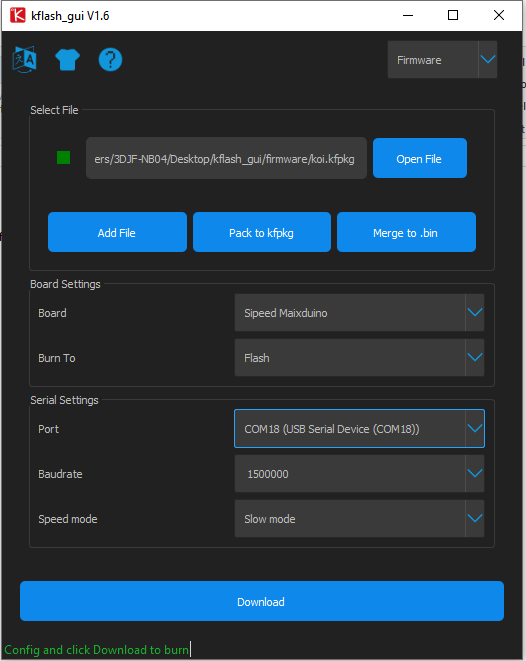 kflash_gui V1.6
Firmware
Select File
ers/3DJF-NB04/Desktop/kflash_gui/firmware/koi.kfpkg
Open File
Add File
Pack to kfpkg
Merge to .bin
Board Settings
Board
Sipeed Maixduino
Burn To
Flash
Serial Settings
Port
COM18 (USB Serial Device (COM18))
Baudrate
1500000
Speed mode
Slow mode
Download
Config and click Download to burn